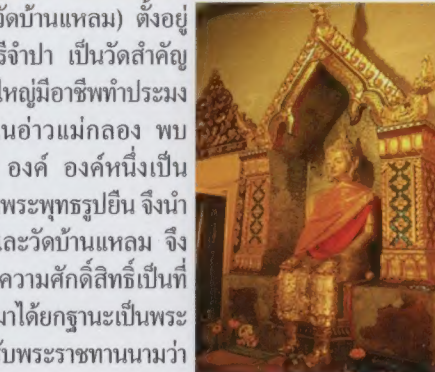 วัดบ้านแหลม) ตั้งอยู่
รีจำปา เป็นวัดสำคัญ
ใหญ่มีอาชีพทำประมง
นอ่าวแม่กลอง พบ
องค์ องค์หนึ่งเป็น
พระพุทธรูปยืน จึงนำ
และวัดบ้านแหลม จึง
ความศักดิ์สิทธิ์เป็นที่
มาได้ยกฐานะเป็นพระ
รับพระราชทานนามว่า